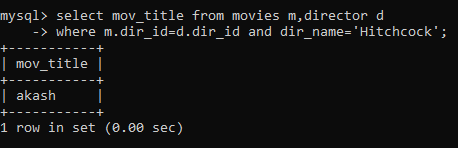 mysql> select mov_title from movies m,director d
    -> where m.dir_id=d.dir_id and dir_name='Hitchcock';
+-----------+
| mov_title |
+-----------+
| akash     |
+-----------+
1 row in set (0.00 sec)